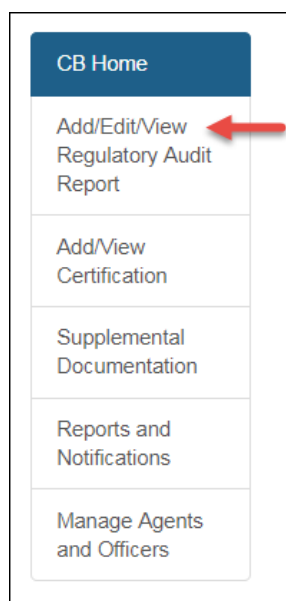 CB Home
Add/Edit/View
Regulatory Audit
Report
Add/View
Certification
Supplemental
Documentation
Reports and
Notifications
Manage Agents
and Officers